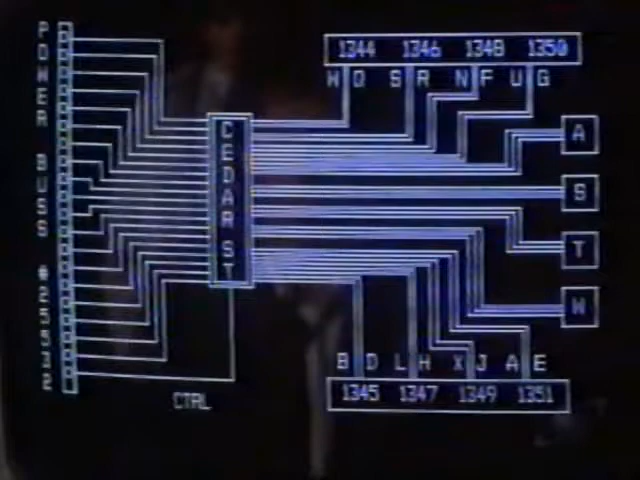 POWER BUSS #25532
CEDAR ST
1344 1346 1348 1350
W O S R N F U G
A
S
T
W
B D L H X J A E
1345 1347 1349 1351
CTRL